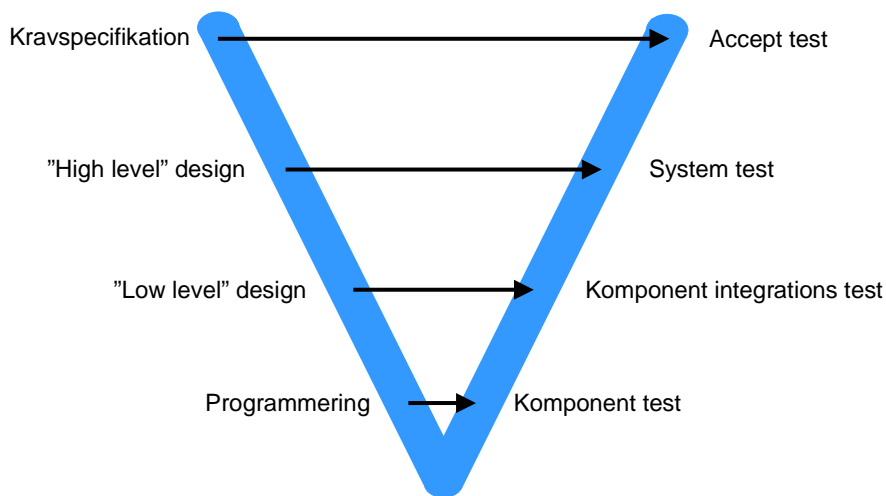 Kravspecifikation
Accept test
”High level” design
System test
”Low level” design
Komponent integrations test
Programmering
Komponent test